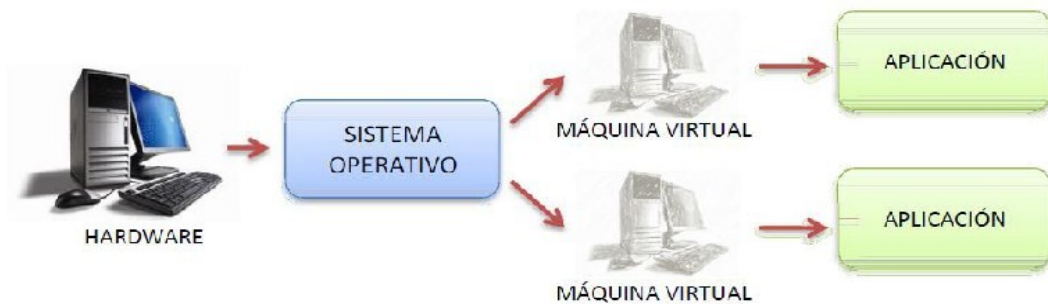 HARDWARE
SISTEMA
OPERATIVO
MÁQUINA VIRTUAL
APLICACIÓN
MÁQUINA VIRTUAL
APLICACIÓN